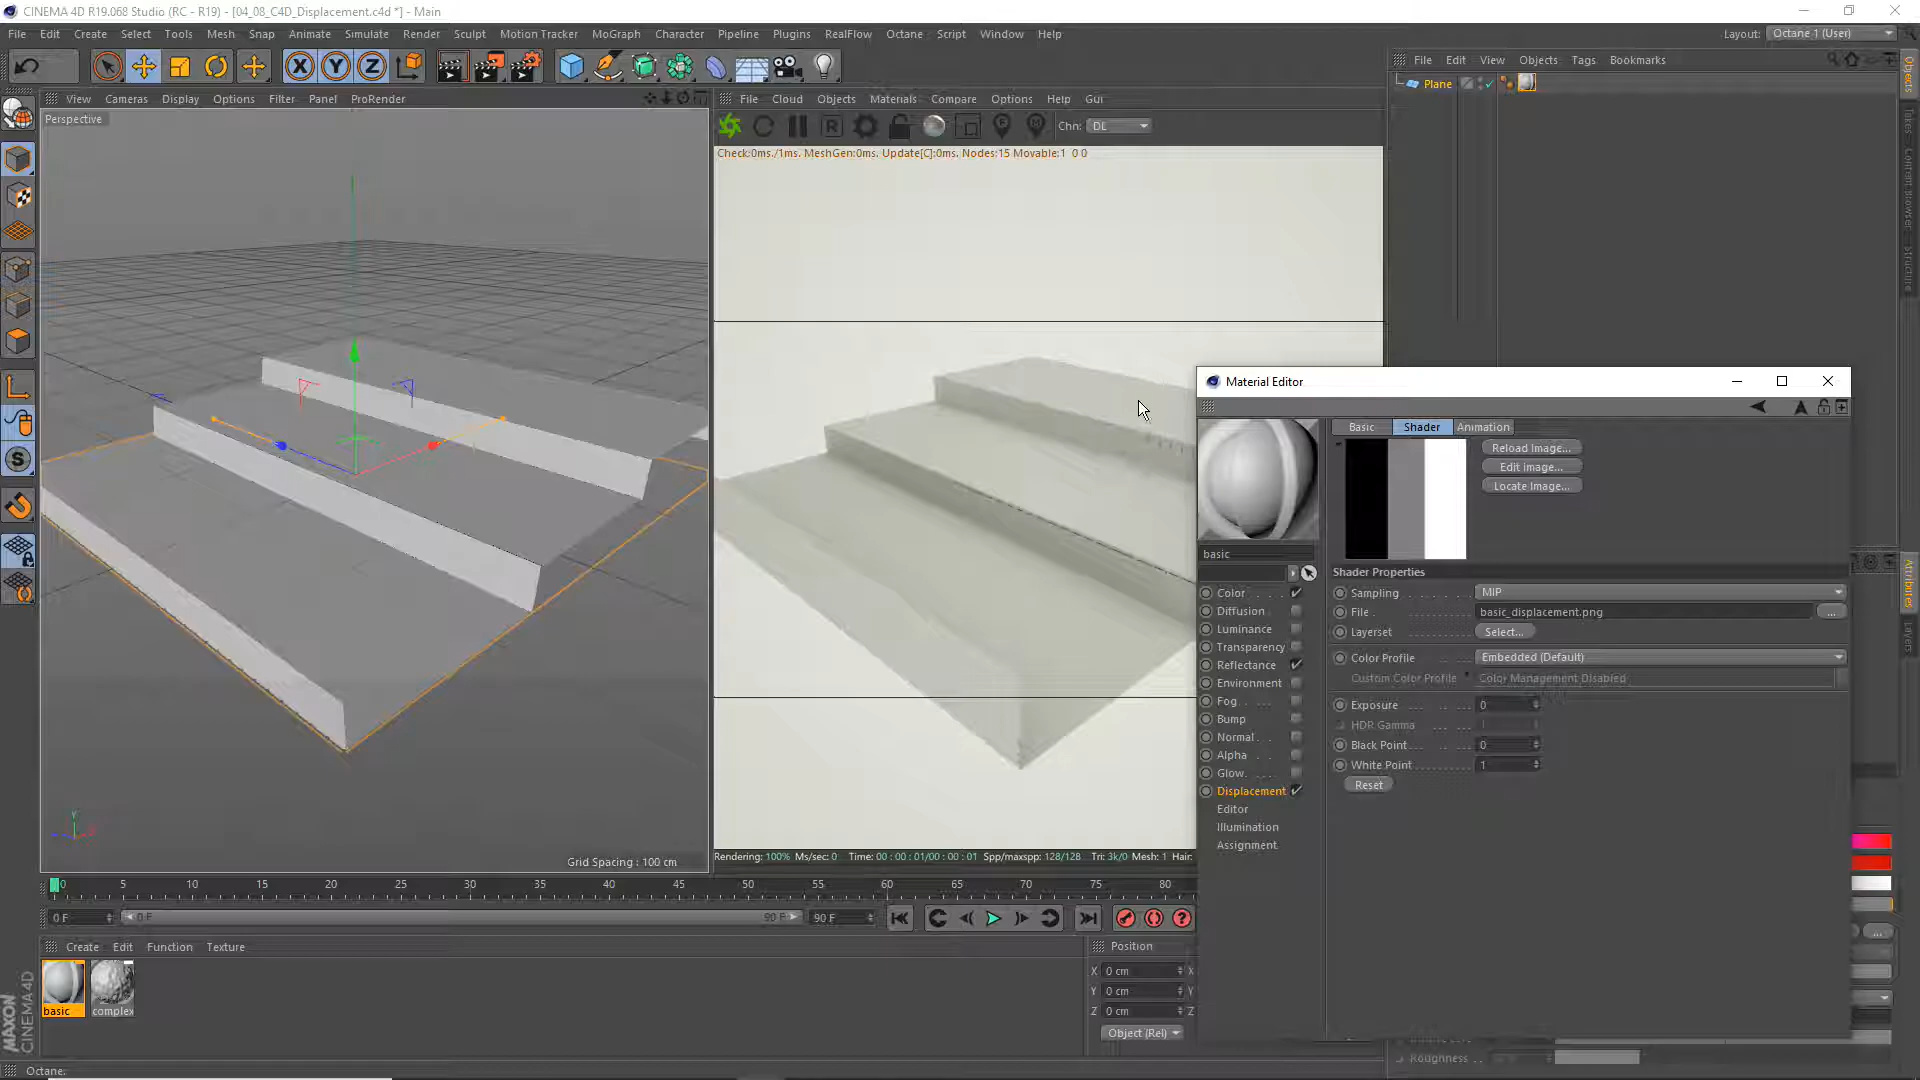 CINEMA 4D R19.068 Studio (RC - R19) - [04_08_C4D_Displacement.c4d *] - Main
File Edit Create Select Tools Mesh Snap Animate Simulate Render Sculpt Motion Tracker MoGraph Character Pipeline Plugins RealFlow Octane Script Window Help
Layout: Octane 1 (User)
View Cameras Display Options Filter Panel ProRender
File Cloud Objects Materials Compare Options Help Gui
File Edit View Objects Tags Bookmarks
Plane
Perspective
Chn: DL
Check:0ms./1ms. MeshGen:0ms. Update[C]:0ms. Nodes:15 Movable:1 0 0
Objects
Takes
Content Browser
Structure
Material Editor
Basic Shader Animation
Reload Image...
Edit Image...
Locate Image...
basic
Shader Properties
Color
Diffusion
Luminance
Transparency
Reflectance
Environment
Fog
Bump
Normal
Alpha
Glow
Displacement
Editor
Illumination
Assignment
Sampling MIP
File basic_displacement.png ...
Layerset Select...
Color Profile Embedded (Default)
Custom Color Profile Color Management Disabled
Exposure 0
HDR Gamma 1
Black Point 0
White Point 1
Reset
Attributes
Layers
Grid Spacing : 100 cm
Rendering: 100% Ms/sec: 0 Time: 00 : 00 : 01/00 : 00 : 01 Spp/maxspp: 128/128 Tri: 3k/0 Mesh: 1 Hair:
0 5 10 15 20 25 30 35 40 45 50 55 60 65 70 75 80
0 F 0 F 90 F 90 F
Create Edit Function Texture
Position
X 0 cm X
Y 0 cm Y
Z 0 cm Z
Object (Rel)
basic complex
MAXON
CINEMA 4D
Roughness
Octane: